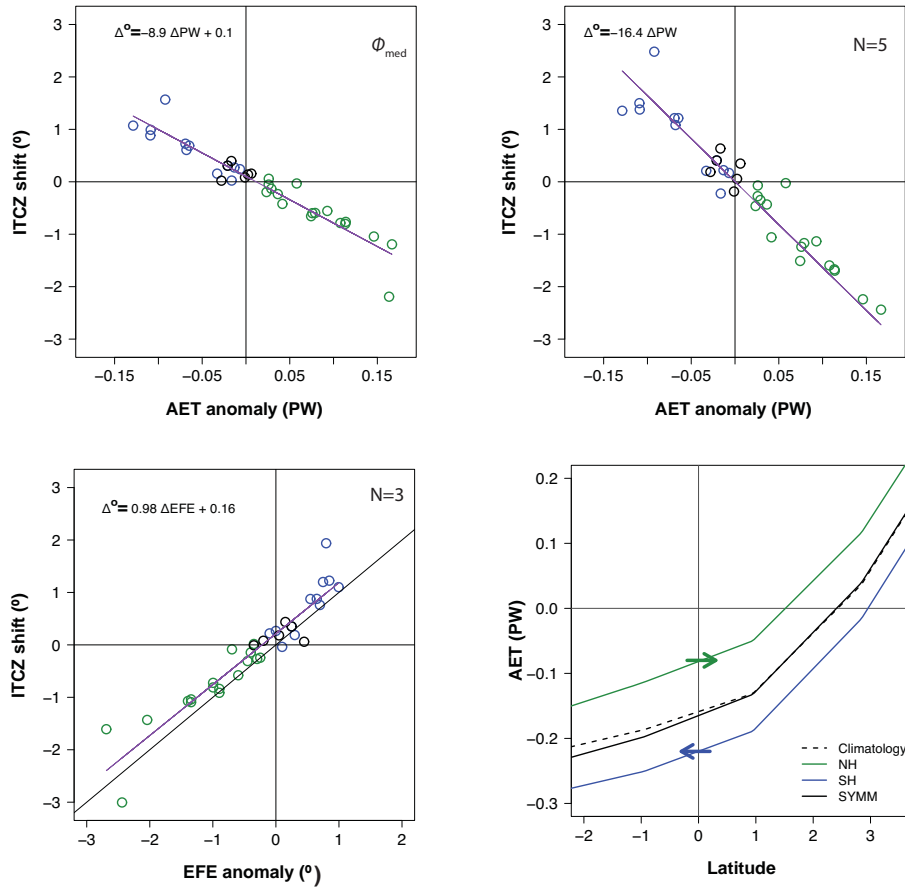 Δº=−8.9 ΔPW + 0.1
ϕmed
3
2
1
0
−1
−2
−3
ITCZ shift (º)
−0.15
−0.05
0.05
0.15
AET anomaly (PW)
Δº=−16.4 ΔPW
N=5
3
2
1
0
−1
−2
−3
ITCZ shift (º)
−0.15
−0.05
0.05
0.15
AET anomaly (PW)
Δº= 0.98 ΔEFE + 0.16
N=3
3
2
1
0
−1
−2
−3
ITCZ shift (º)
−3
−2
−1
0
1
2
EFE anomaly (º)
0.2
0.1
0.0
−0.1
−0.2
−0.3
AET (PW)
Climatology
NH
SH
SYMM
−2
−1
0
1
2
3
Latitude